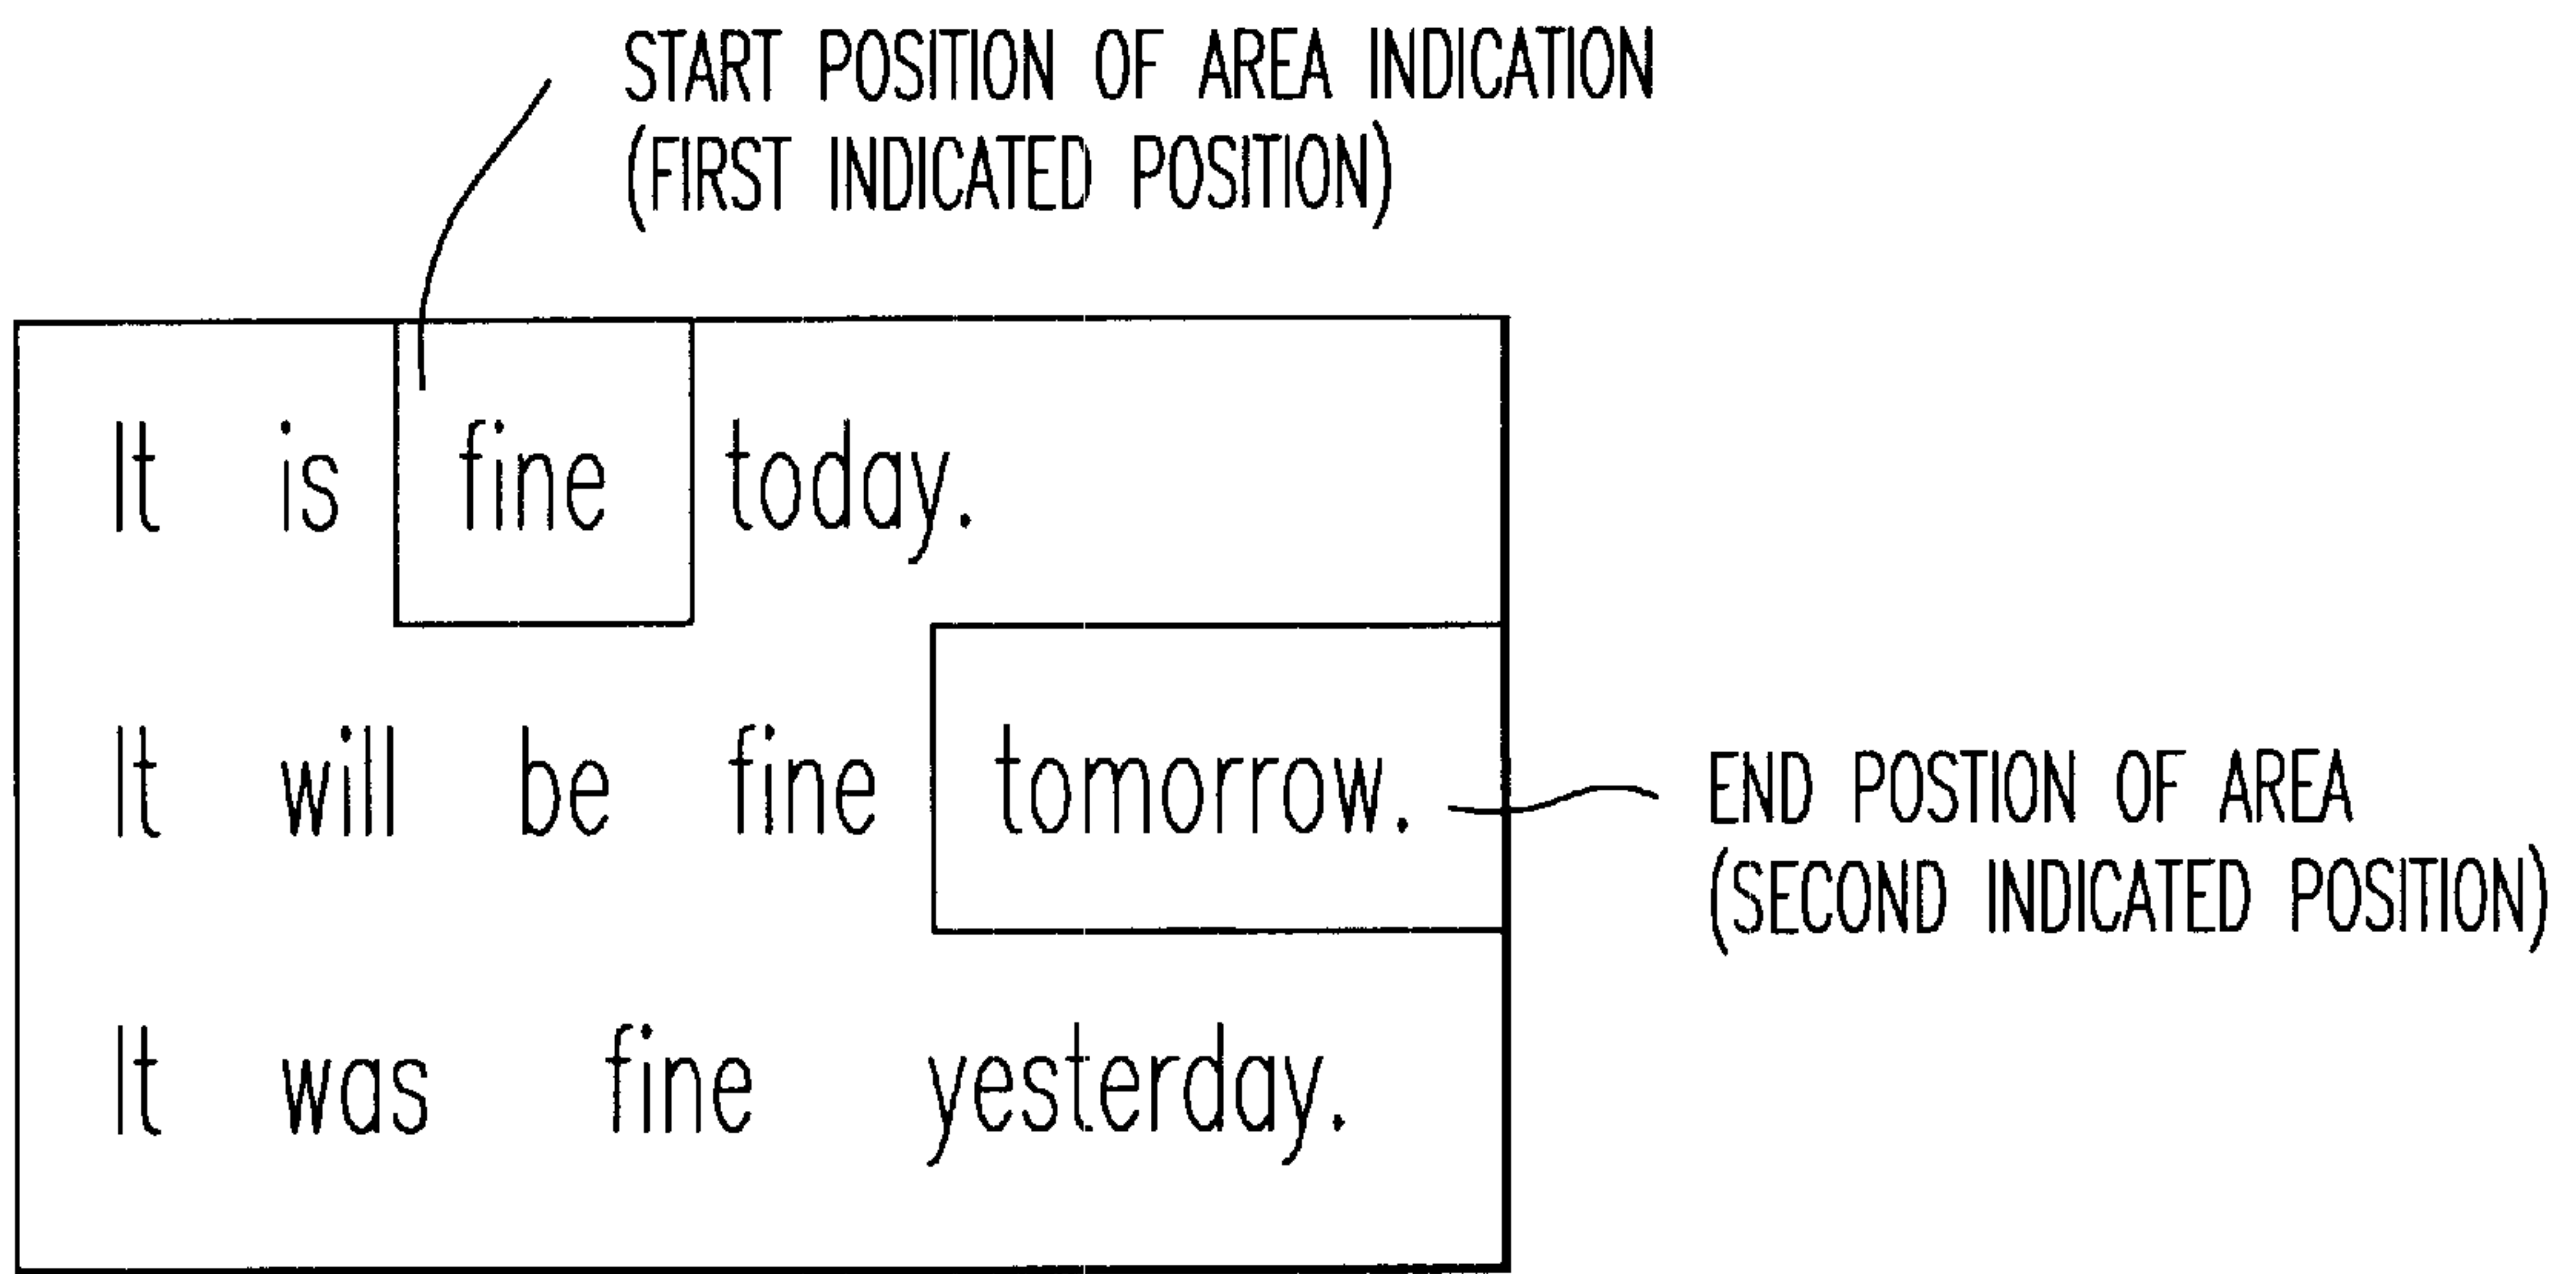 START POSITION OF AREA INDICATION
(FIRST INDICATED POSITION)
It is fine today.
It will be fine tomorrow.
END POSTION OF AREA
(SECOND INDICATED POSITION)
It was fine yesterday.